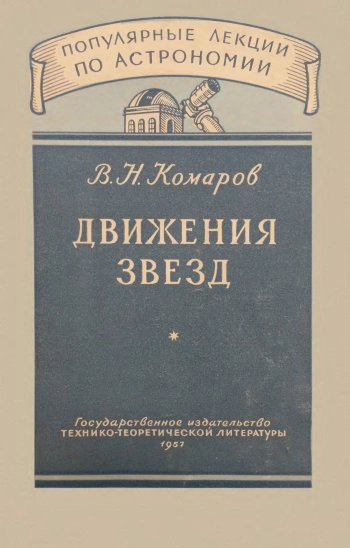 ПОПУЛЯРНЫЕ ЛЕКЦИИ
ПО АСТРОНОМИИ
В. Н. Комаров
ДВИЖЕНИЯ
ЗВЕЗД
Государственное издательство
ТЕХНИКО-ТЕОРЕТИЧЕСКОЙ ЛИТЕРАТУРЫ
1957